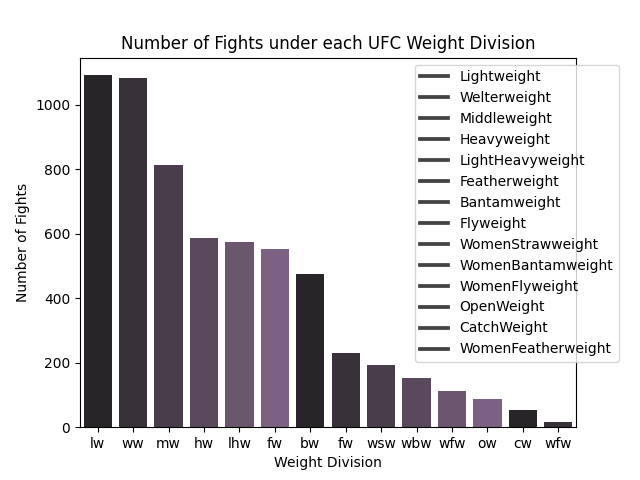 Number of Fights under each UFC Weight Division
Number of Fights
1000
800
600
400
200
0
Lightweight
Welterweight
Middleweight
Heavyweight
LightHeavyweight
Featherweight
Bantamweight
Flyweight
WomenStrawweight
WomenBantamweight
WomenFlyweight
OpenWeight
CatchWeight
WomenFeatherweight
lw ww mw hw lhw fw bw fw wsw wbw wfw ow cw wfw
Weight Division